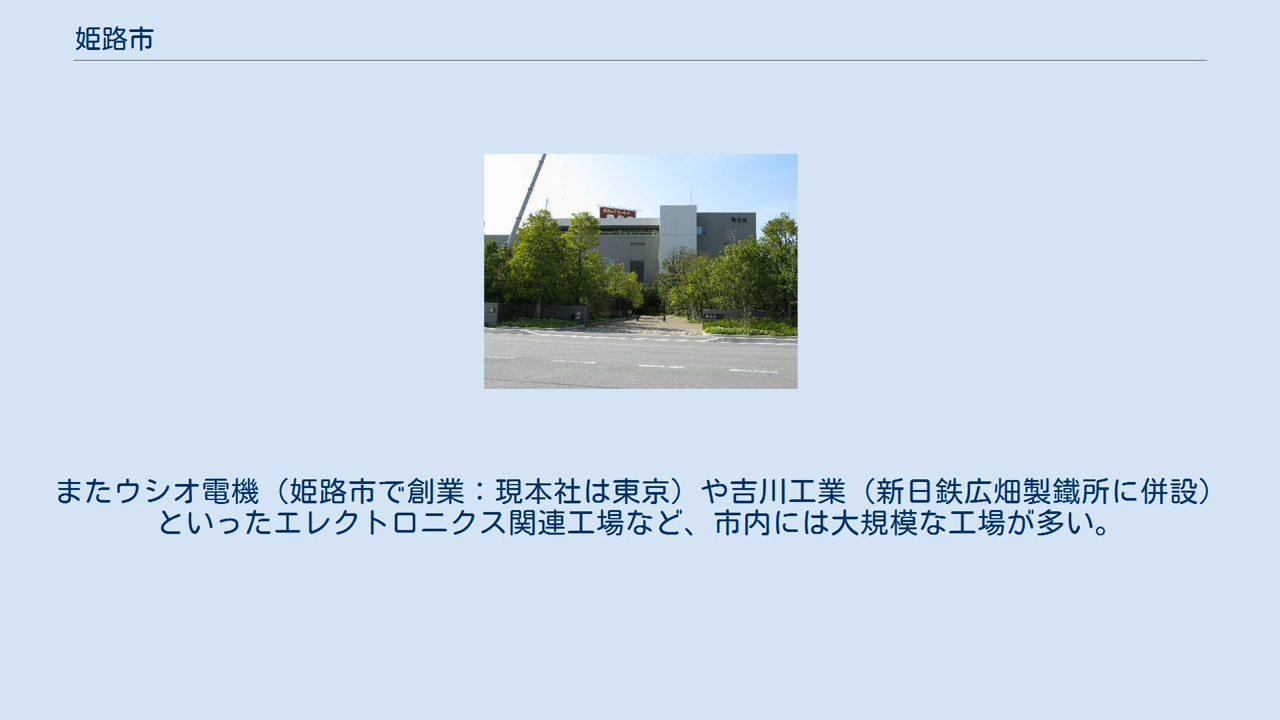 姫路市
またウシオ電機（姫路市で創業：現本社は東京）や吉川工業（新日鉄広畑製鐵所に併設）
といったエレクトロニクス関連工場など、市内には大規模な工場が多い。